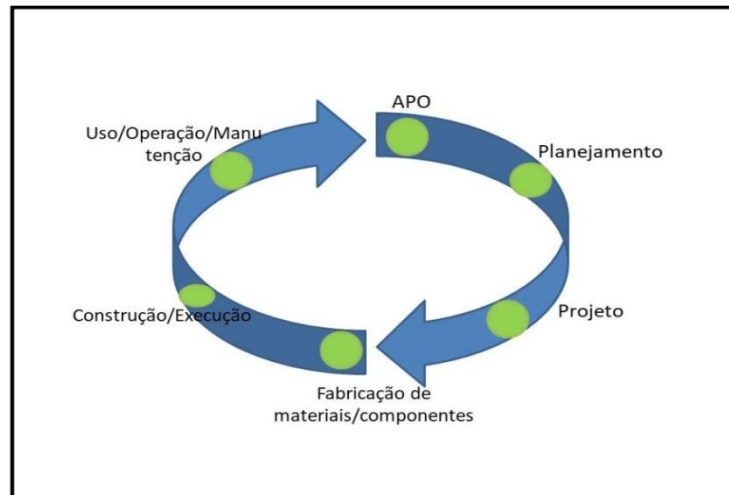 APO
Uso/Operação/Manu
tenção
Planejamento
Construção/Execução
Projeto
Fabricação de
materiais/componentes